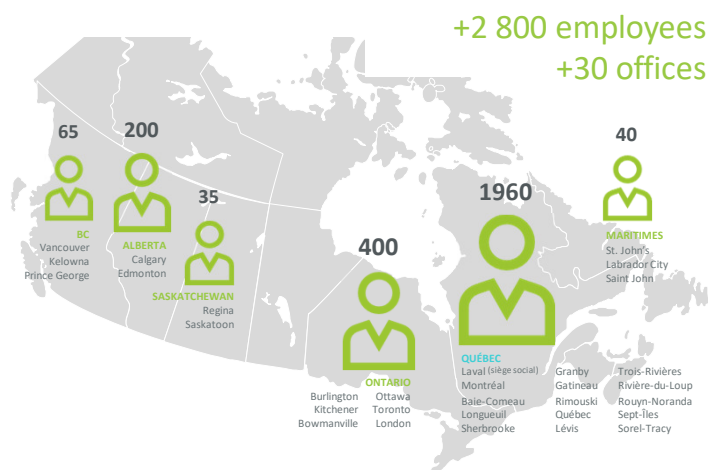 +2 800 employees
+30 offices
65
BC
Vancouver
Kelowna
Prince George
200
ALBERTA
Calgary
Edmonton
35
SASKATCHEWAN
Regina
Saskatoon
400
ONTARIO
Burlington Ottawa
Kitchener Toronto
Bowmanville London
1960
QUÉBEC
Laval (siège social) Granby Trois-Rivières
Montréal Gatineau Rivière-du-Loup
Baie-Comeau Rimouski Rouyn-Noranda
Longueuil Québec Sept-Îles
Sherbrooke Lévis Sorel-Tracy
40
MARITIMES
St. John's
Labrador City
Saint John